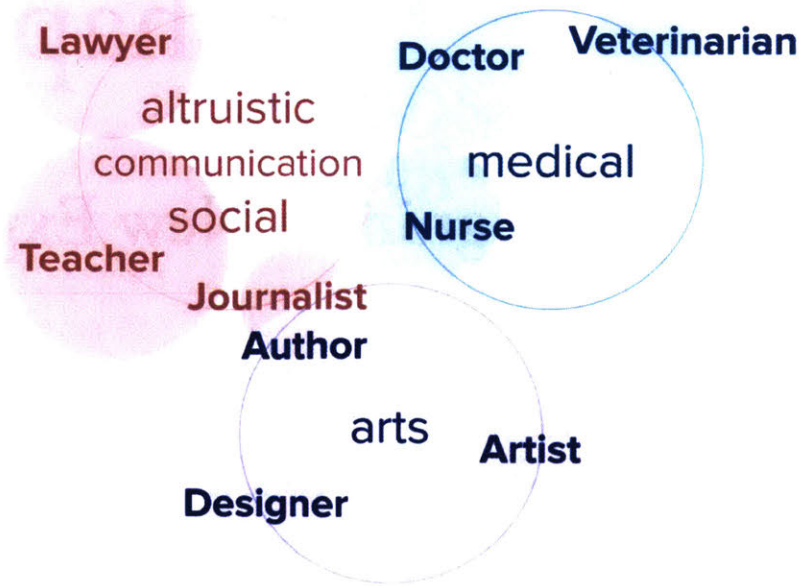 Lawyer
altruistic
communication
social
Teacher
Journalist
Doctor
Veterinarian
medical
Nurse
Author
arts
Artist
Designer